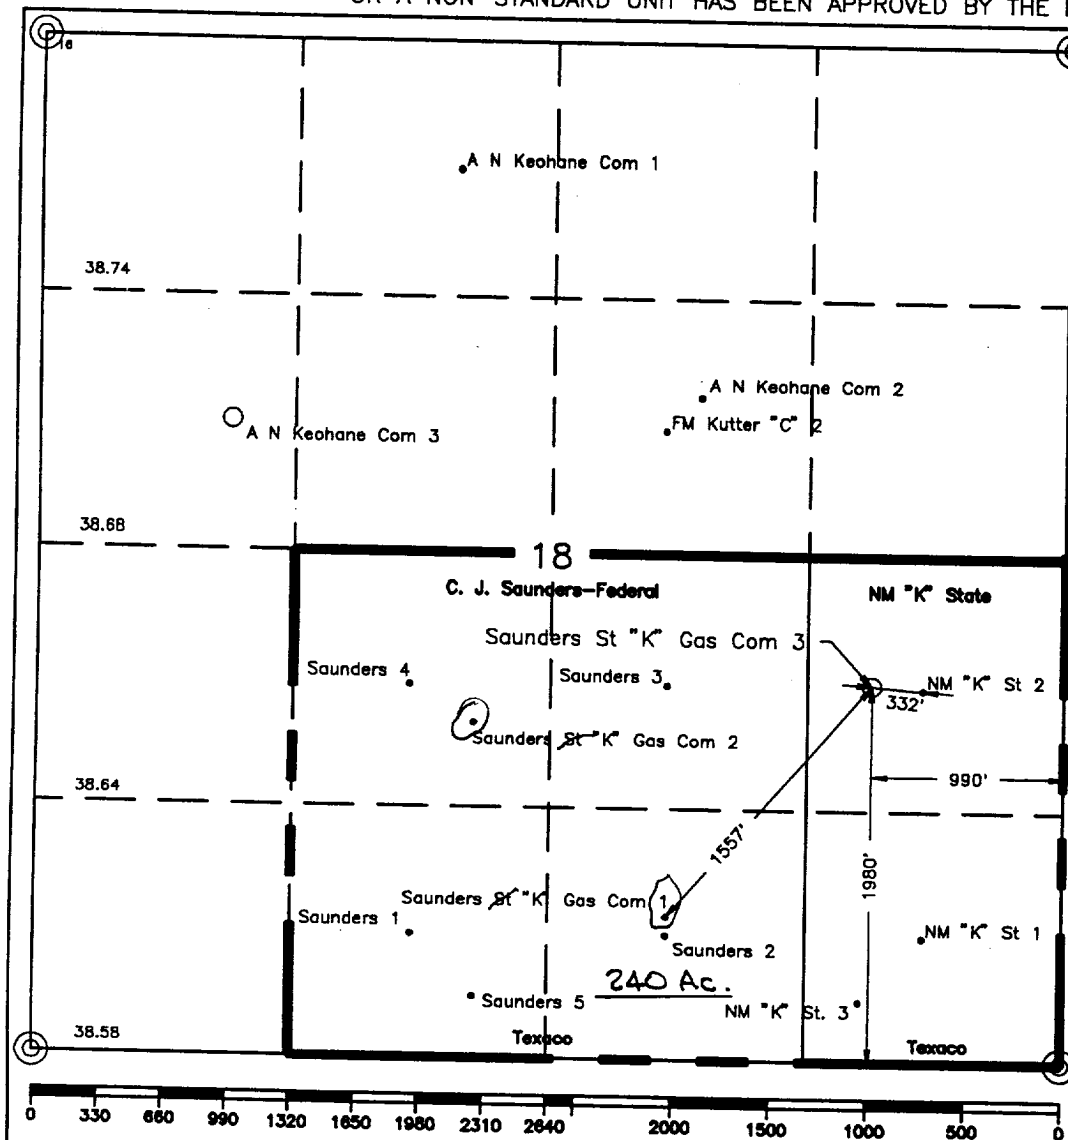 OR A NON-STANDARD UNIT HAS BEEN APPROVED BY THE
18
A N Keohane Com 1
38.74
A N Keohane Com 2
FM Kutter "C" 2
A N Keohane Com 3
38.68
18
C. J. Saunders-Federal
NM "K" State
Saunders St "K" Gas Com 3
Saunders 4
Saunders 3
NM "K" St 2
332'
Saunders St "K" Gas Com 2
990'
38.64
1557'
1980'
Saunders St "K" Gas Com 1
Saunders 1
NM "K" St 1
Saunders 2
240 Ac.
Saunders 5
NM "K" St. 3
38.58
Texaco
Texaco
0 330 660 990 1320 1650 1980 2310 2640 2000 1500 1000 500 0